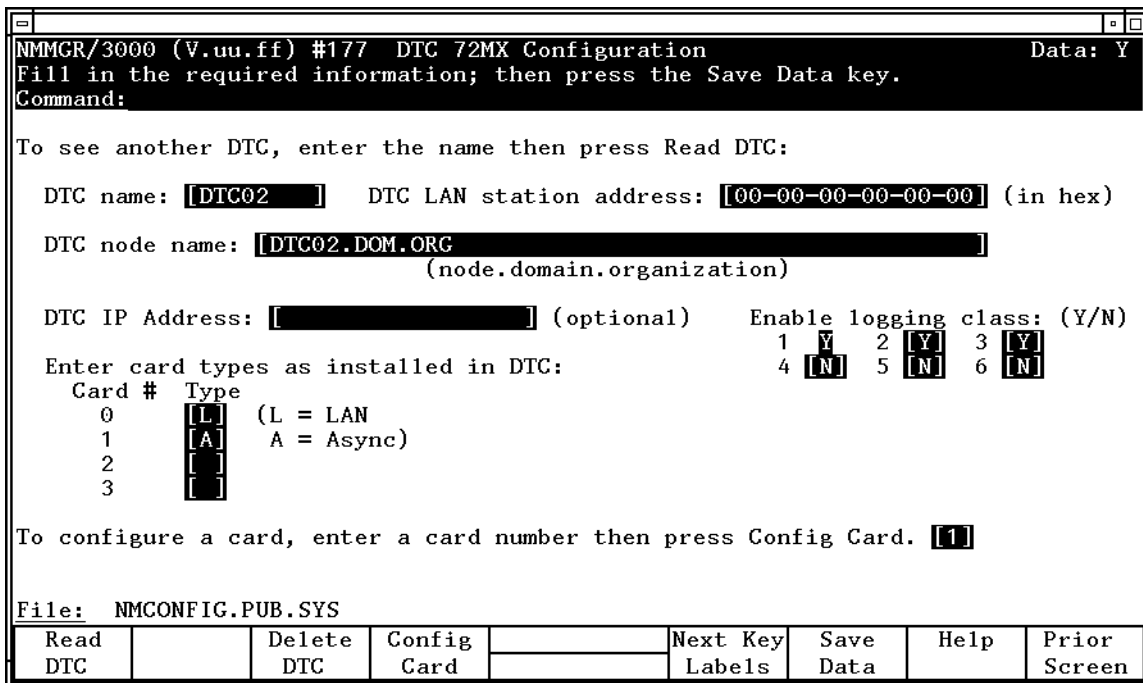 NMMGR/3000 (V.uu.ff) #177  DTC 72MX Configuration                        Data: Y
Fill in the required information; then press the Save Data key.
Command:
To see another DTC, enter the name then press Read DTC:
DTC name: [DTC02    ]   DTC LAN station address: [00-00-00-00-00-00] (in hex)
DTC node name: [DTC02.DOM.ORG                                        ]
(node.domain.organization)
DTC IP Address: [                  ] (optional)    Enable logging class: (Y/N)
1  Y   2 [Y]  3 [Y]
Enter card types as installed in DTC:                4 [N]  5 [N]  6 [N]
Card #  Type
0     [L]  (L = LAN
1     [A]   A = Async)
2     [ ]
3     [ ]
To configure a card, enter a card number then press Config Card. [1]
File:  NMCONFIG.PUB.SYS
Read Delete Config Next Key Save Help Prior
DTC DTC Card Labels Data Screen